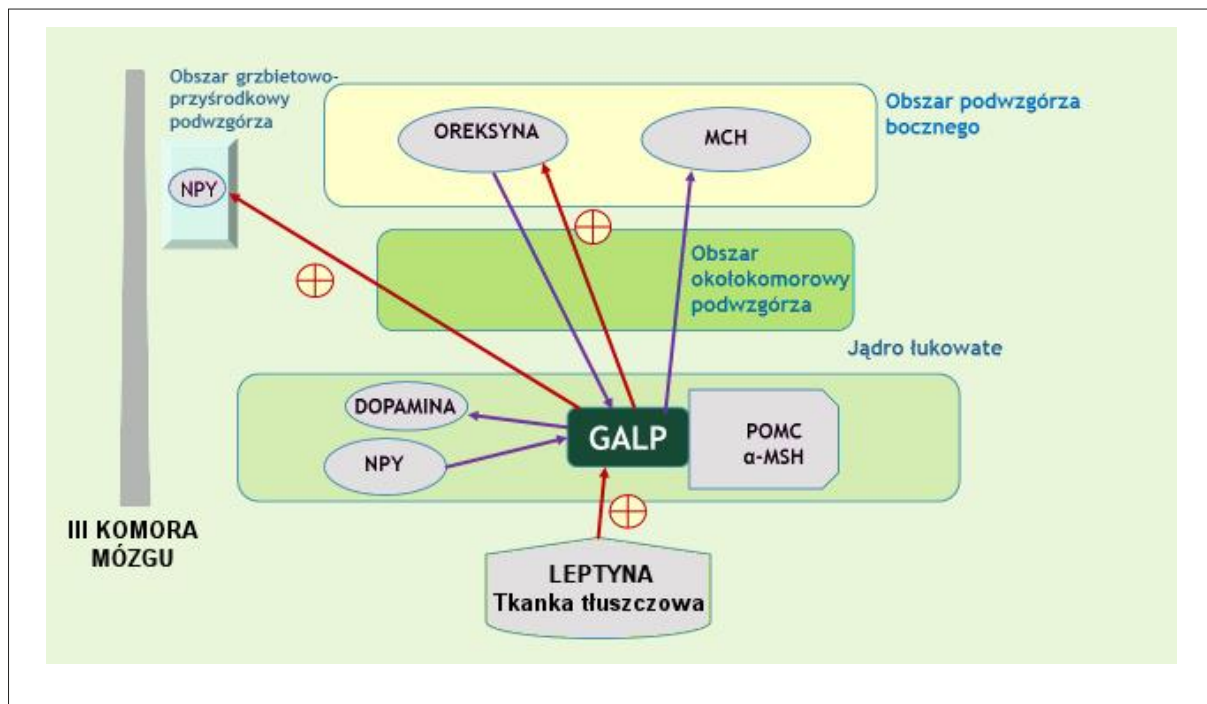 Obszar grzbietowo-
przyśrodkowy
podwzgórza
NPY
OREKSYNA
MCH
Obszar podwzgórza
bocznego
Obszar
okołokomorowy
podwzgórza
Jądro łukowate
DOPAMINA
NPY
GALP
POMC
α-MSH
III KOMORA
MÓZGU
LEPTYNA
Tkanka tłuszczowa